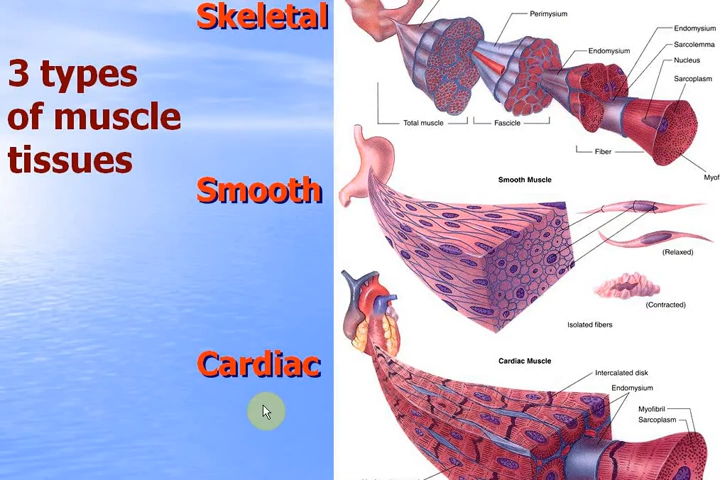 Skeletal
3 types
of muscle
tissues
Smooth
Cardiac
Perimysium
Endomysium
Endomysium
Sarcolemma
Nucleus
Sarcoplasm
Total muscle
Fascicle
Fiber
Myof
Smooth Muscle
(Relaxed)
(Contracted)
Isolated fibers
Cardiac Muscle
Intercalated disk
Endomysium
Myofibril
Sarcoplasm